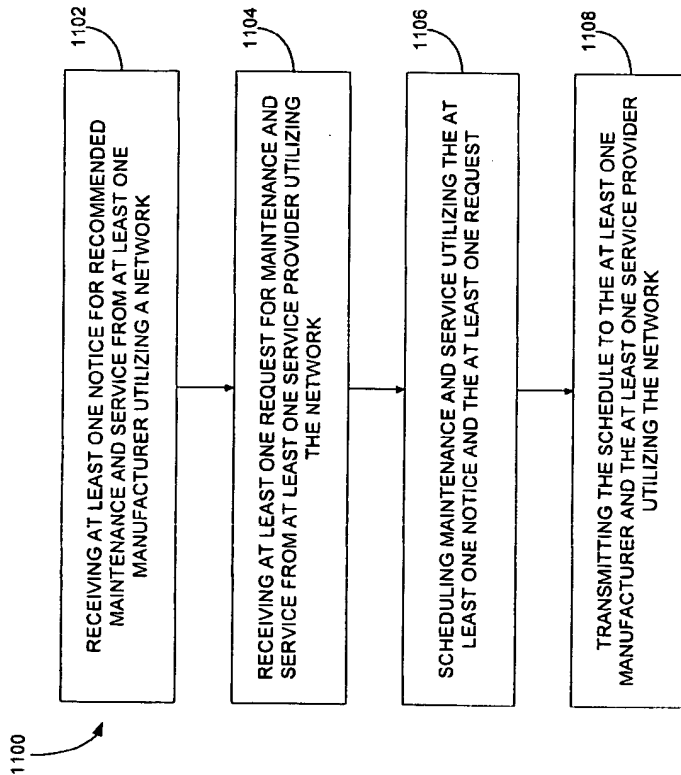 1100
1102
RECEIVING AT LEAST ONE NOTICE FOR RECOMMENDED
MAINTENANCE AND SERVICE FROM AT LEAST ONE
MANUFACTURER UTILIZING A NETWORK
1104
RECEIVING AT LEAST ONE REQUEST FOR MAINTENANCE AND
SERVICE FROM AT LEAST ONE SERVICE PROVIDER UTILIZING
THE NETWORK
1106
SCHEDULING MAINTENANCE AND SERVICE UTILIZING THE AT
LEAST ONE NOTICE AND THE AT LEAST ONE REQUEST
1108
TRANSMITTING THE SCHEDULE TO THE AT LEAST ONE
MANUFACTURER AND THE AT LEAST ONE SERVICE PROVIDER
UTILIZING THE NETWORK